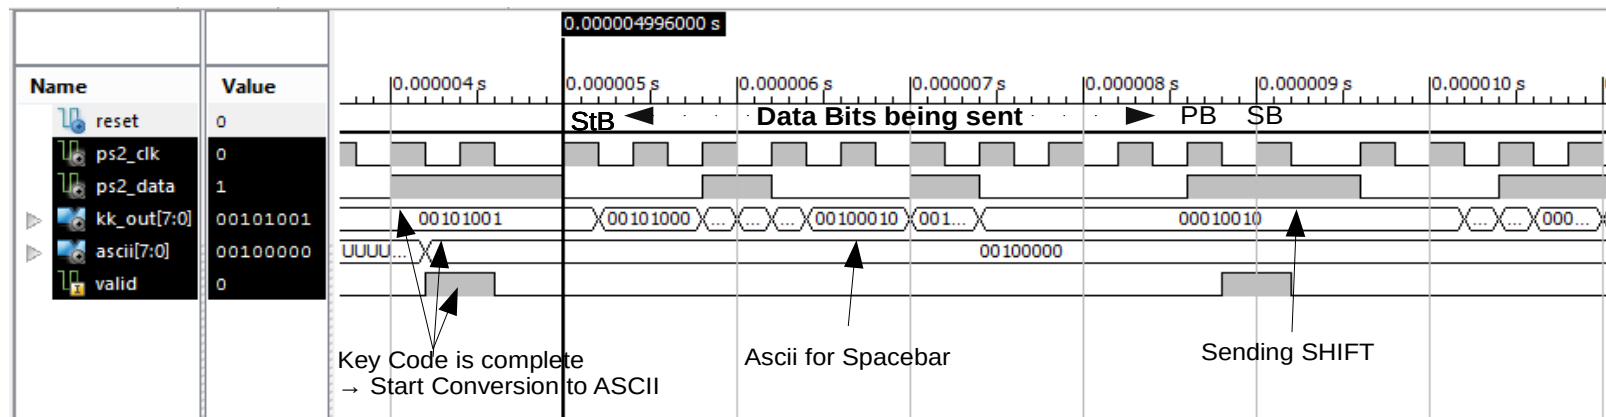 0.000004996000 s
Name Value 0.000004 s 0.000005 s 0.000006 s 0.000007 s 0.000008 s 0.000009 s 0.000010 s
reset 0 StB Data Bits being sent PB SB
ps2_clk 0
ps2_data 1
kk_out[7:0] 00101001 00101001 00101000 ... ... ... 00100010 001... 00010010 ... ... 000...
ascii[7:0] 00100000 UUUU... 00100000
valid 0
Key Code is complete Ascii for Spacebar Sending SHIFT
→ Start Conversion to ASCII